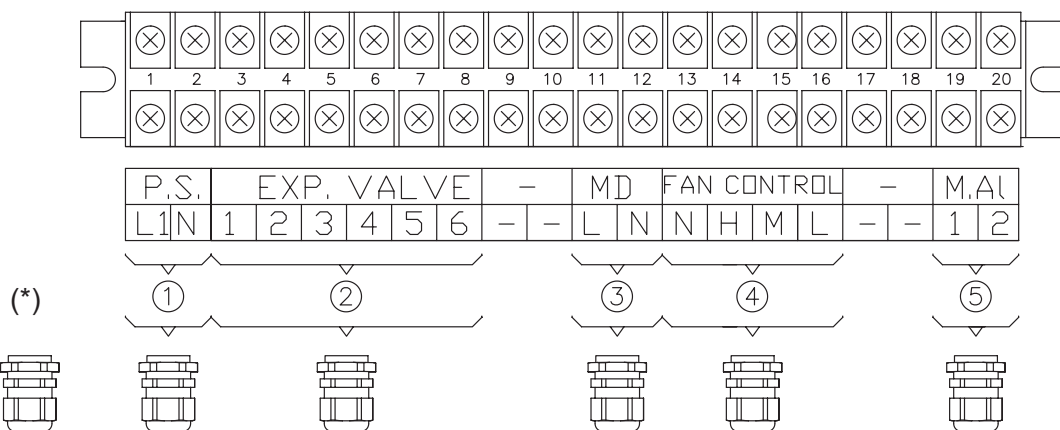 1 2 3 4 5 6 7 8 9 10 11 12 13 14 15 16 17 18 19 20
P.S. EXP. VALVE - MD FAN CONTROL - M.Al
L1 N 1 2 3 4 5 6 - - L N N H M L - - 1 2
(*) 1 2 3 4 5